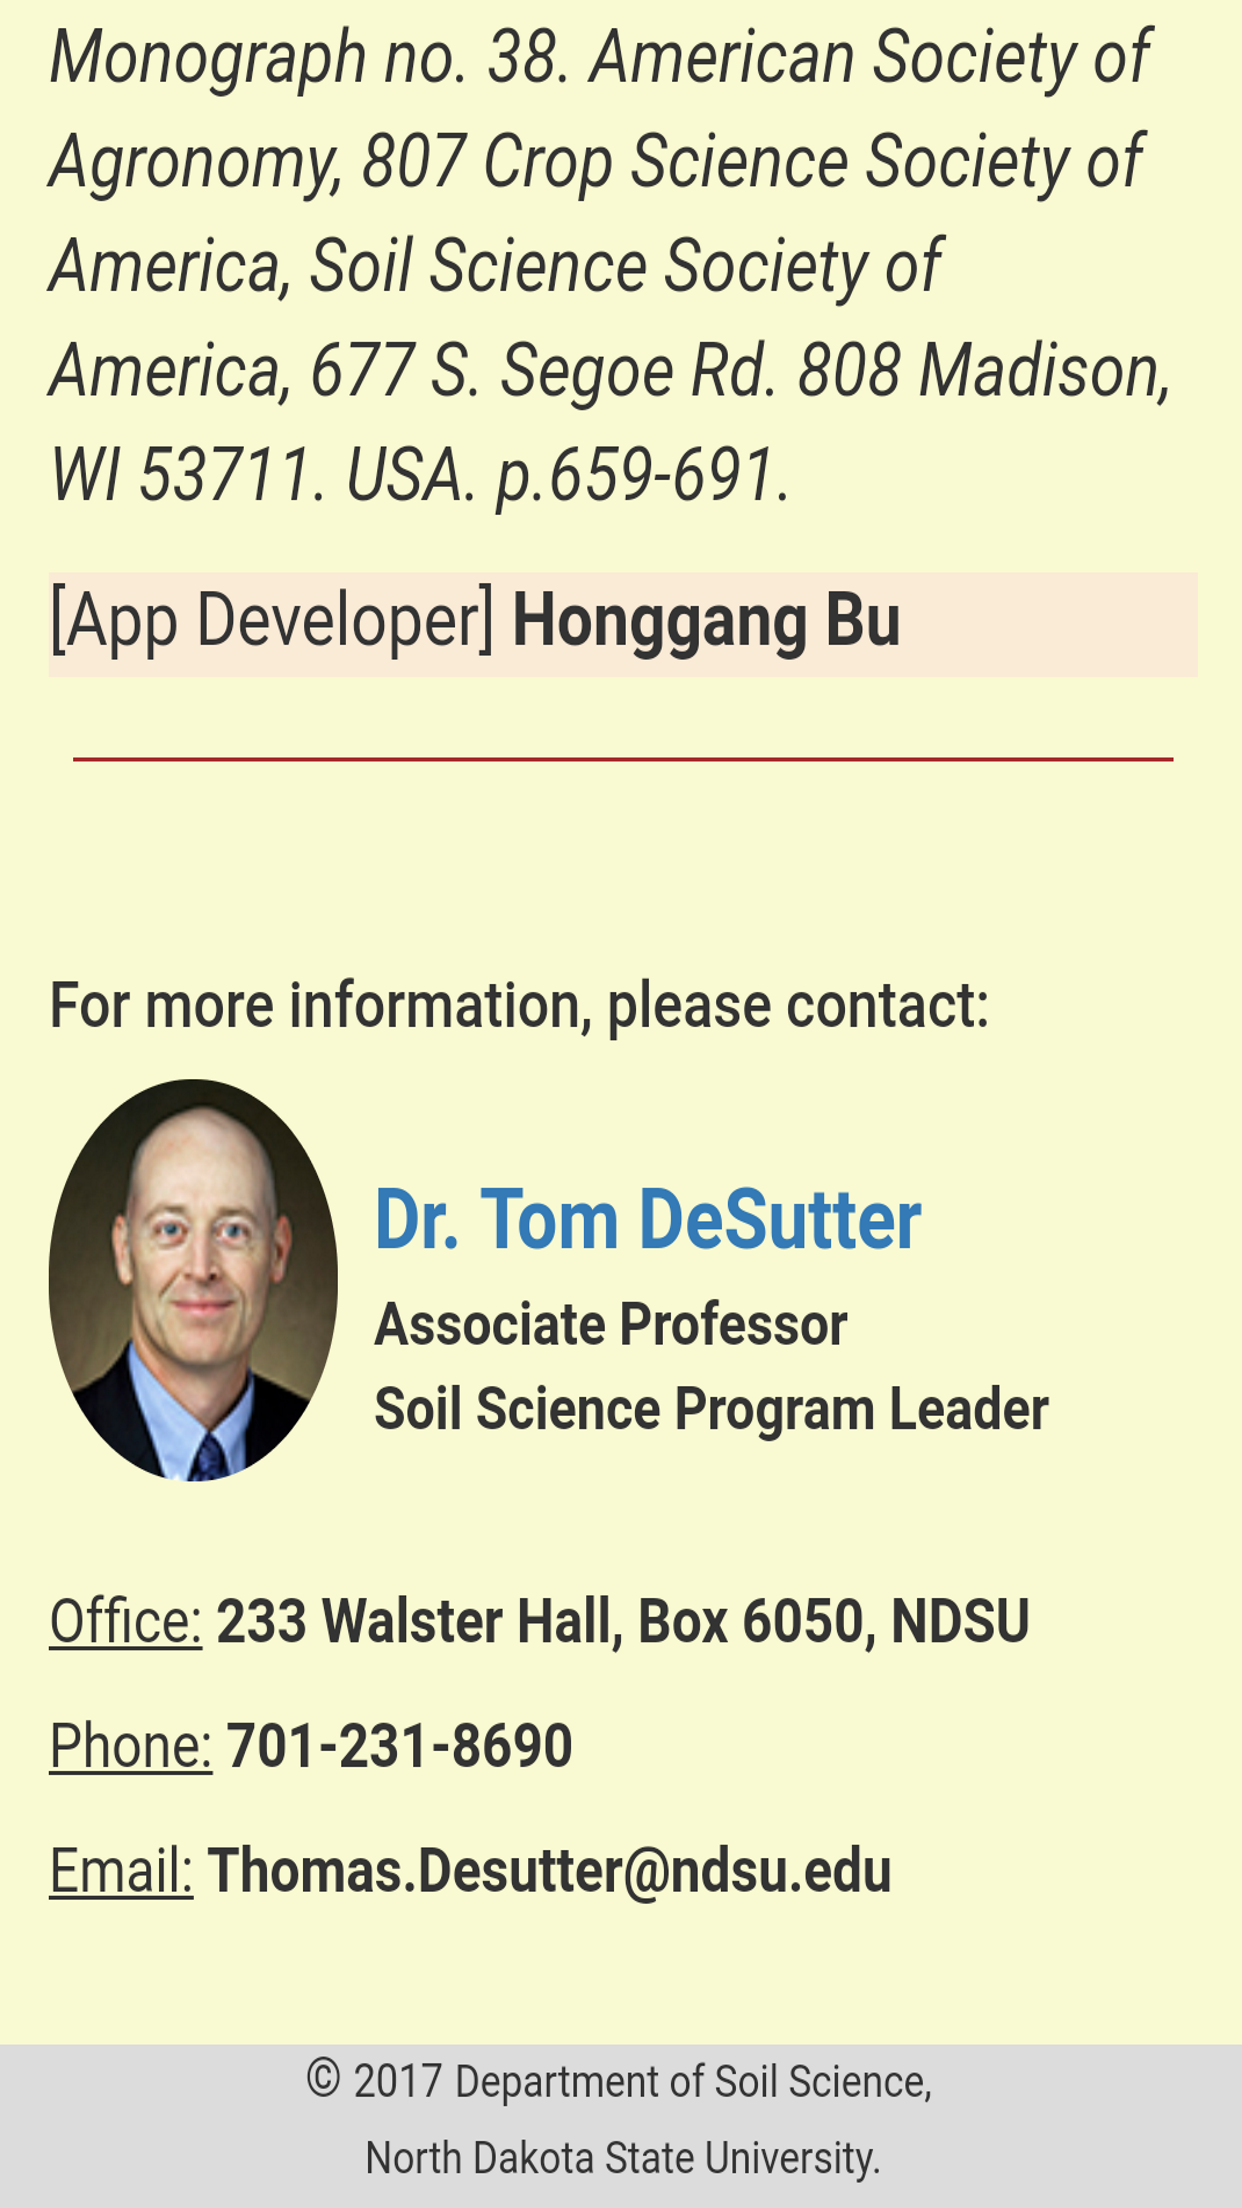 Monograph no. 38. American Society of
Agronomy, 807 Crop Science Society of
America, Soil Science Society of
America, 677 S. Segoe Rd. 808 Madison,
WI 53711. USA. p.659-691.
[App Developer] Honggang Bu
For more information, please contact:
Dr. Tom DeSutter
Associate Professor
Soil Science Program Leader
Office: 233 Walster Hall, Box 6050, NDSU
Phone: 701-231-8690
Email: Thomas.Desutter@ndsu.edu
© 2017 Department of Soil Science,
North Dakota State University.